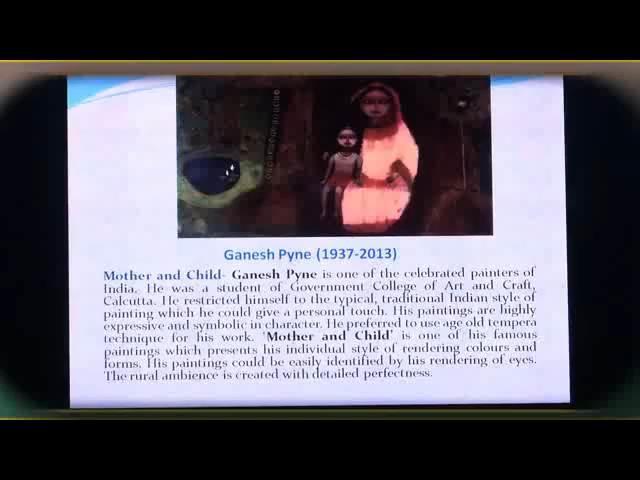 Ganesh Pyne (1937-2013)
Mother and Child- Ganesh Pyne is one of the celebrated painters of
India. He was a student of Government College of Art and Craft,
Calcutta. He restricted himself to the typical, traditional Indian style of
painting which he could give a personal touch. His paintings are highly
expressive and symbolic in character. He preferred to use age old tempera
technique for his work. 'Mother and Child' is one of his famous
paintings which presents his individual style of rendering colours and
forms. His paintings could be easily identified by his rendering of eyes.
The rural ambience is created with detailed perfectness.